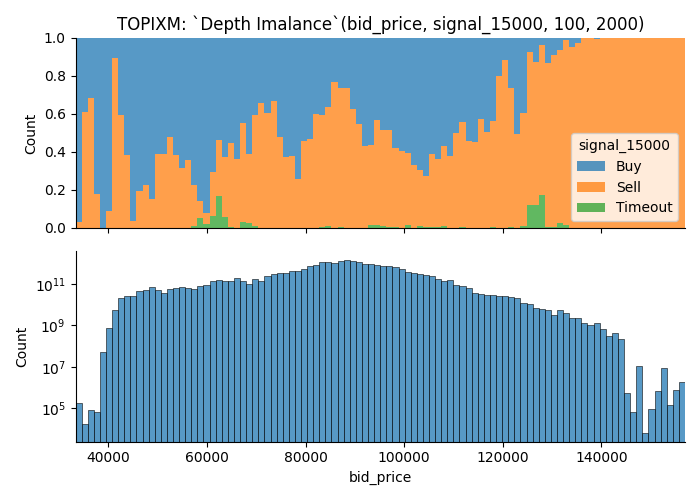 TOPIXM: `Depth Imalance`(bid_price, signal_15000, 100, 2000)
1.0
0.8
0.6
0.4
0.2
0.0
Count
signal_15000
Buy
Sell
Timeout
10^11
10^9
10^7
10^5
Count
40000 60000 80000 100000 120000 140000
bid_price